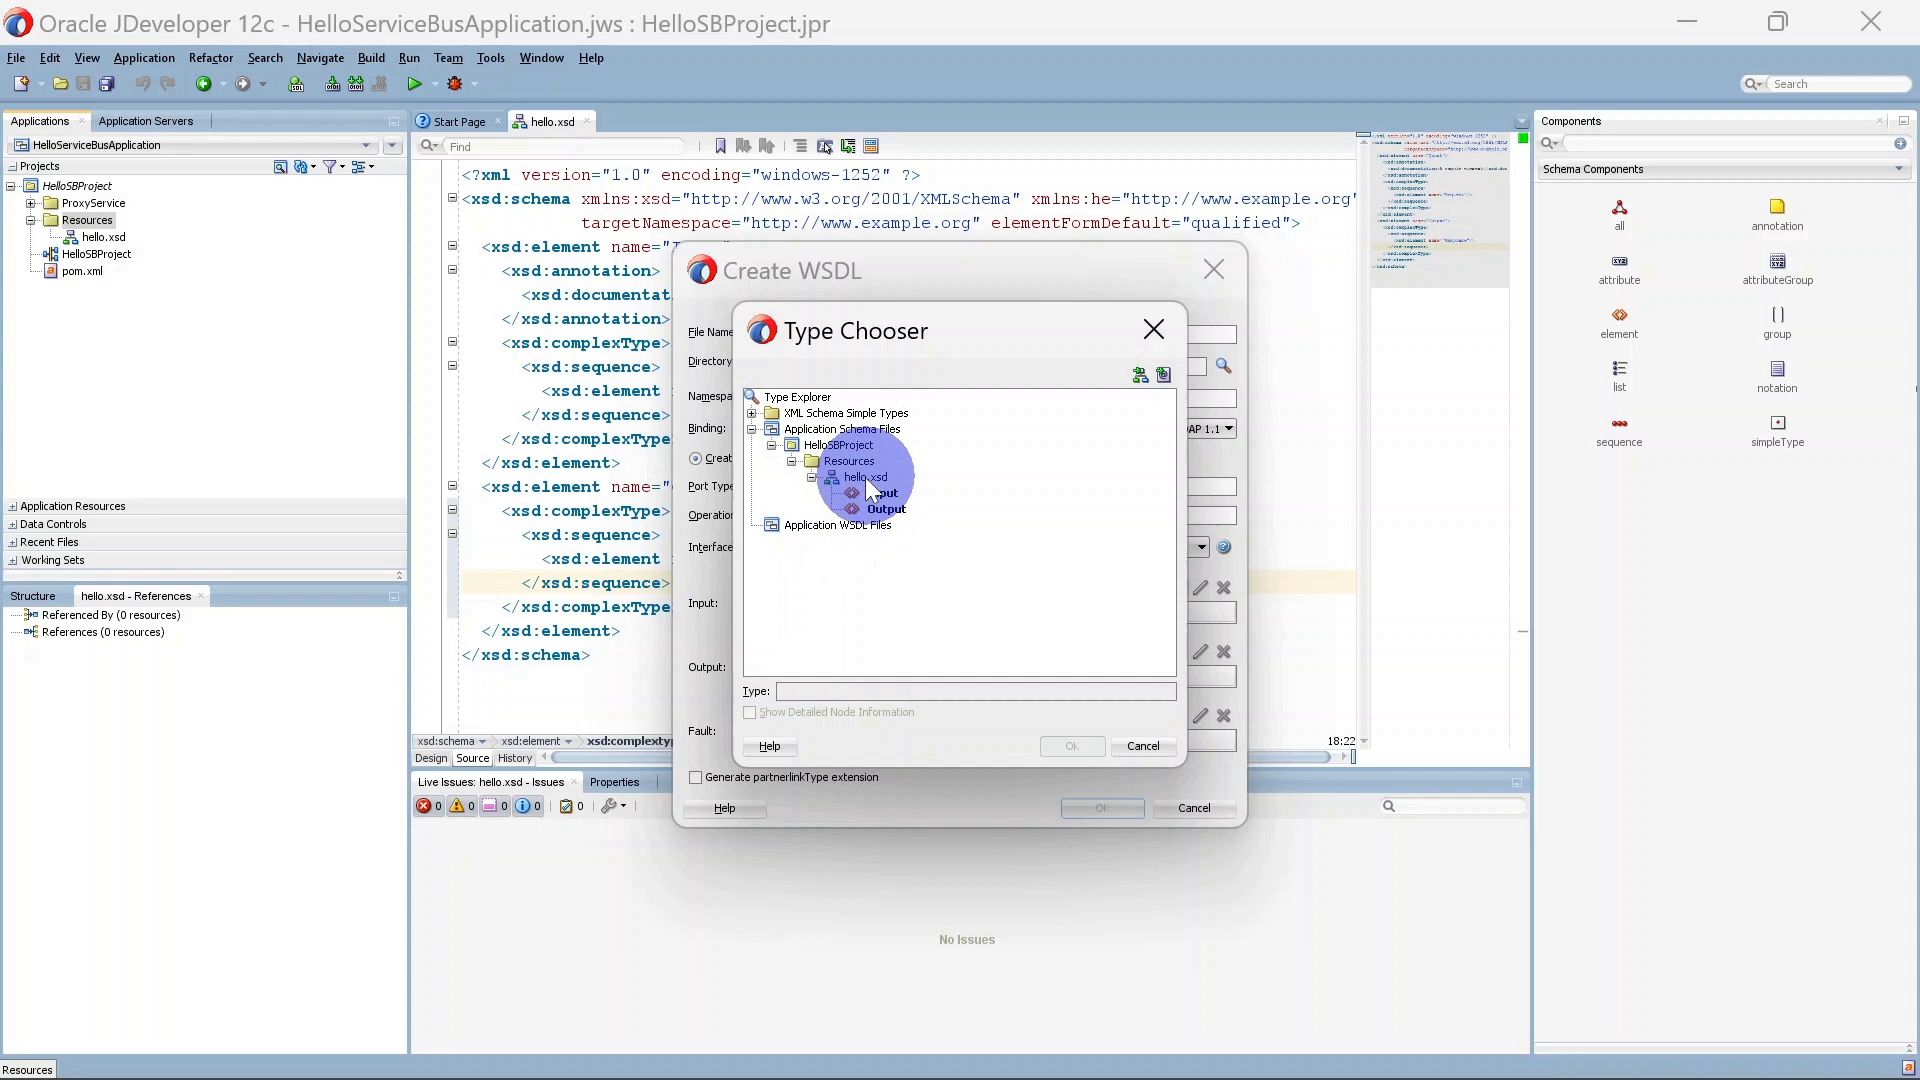 Oracle JDeveloper 12c - HelloServiceBusApplication.jws : HelloSBProject.jpr
File Edit View Application Refactor Search Navigate Build Run Team Tools Window Help
Search
Applications
Application Servers
HelloServiceBusApplication
Projects
HelloSBProject
ProxyService
Resources
hello.xsd
HelloSBProject
pom.xml
Application Resources
Data Controls
Recent Files
Working Sets
Structure
hello.xsd - References
Referenced By (0 resources)
References (0 resources)
Start Page
hello.xsd
Find
<?xml version="1.0" encoding="windows-1252" ?>
<xsd:schema xmlns:xsd="http://www.w3.org/2001/XMLSchema" xmlns:he="http://www.example.org"
targetNamespace="http://www.example.org" elementFormDefault="qualified">
<xsd:element name="
<xsd:annotation>
<xsd:documentat
</xsd:annotation>
<xsd:complexType>
<xsd:sequence>
<xsd:element
</xsd:sequence>
</xsd:complexType
</xsd:element>
<xsd:element name="
<xsd:complexType>
<xsd:sequence>
<xsd:element
</xsd:sequence>
</xsd:complexType
</xsd:element>
</xsd:schema>
xsd:schema
xsd:element
xsd:complexty
18:22
Design Source History
Create WSDL
File Name
Directory
Namespa
Binding:
AP 1.1
Creat
Port Type
Operation
Interface
Input:
Output:
Fault:
Generate partnerlinkType extension
Help
OK
Cancel
Type Chooser
Type Explorer
XML Schema Simple Types
Application Schema Files
HelloSBProject
Resources
hello.xsd
put
Output
Application WSDL Files
Type:
Show Detailed Node Information
Help
OK
Cancel
Live Issues: hello.xsd - Issues
Properties
0
0
0
0
0
No Issues
Components
Schema Components
all
annotation
attribute
attributeGroup
element
group
list
notation
sequence
simpleType
Resources